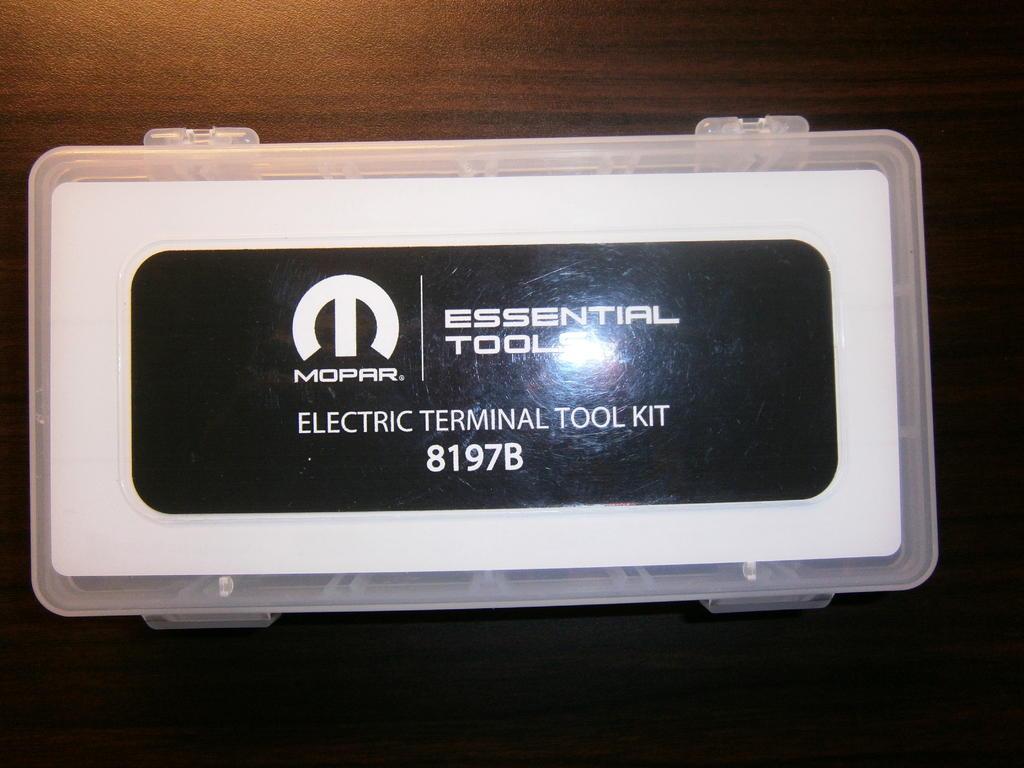 MOPAR®
ESSENTIAL
TOOLS
ELECTRIC TERMINAL TOOL KIT
8197B